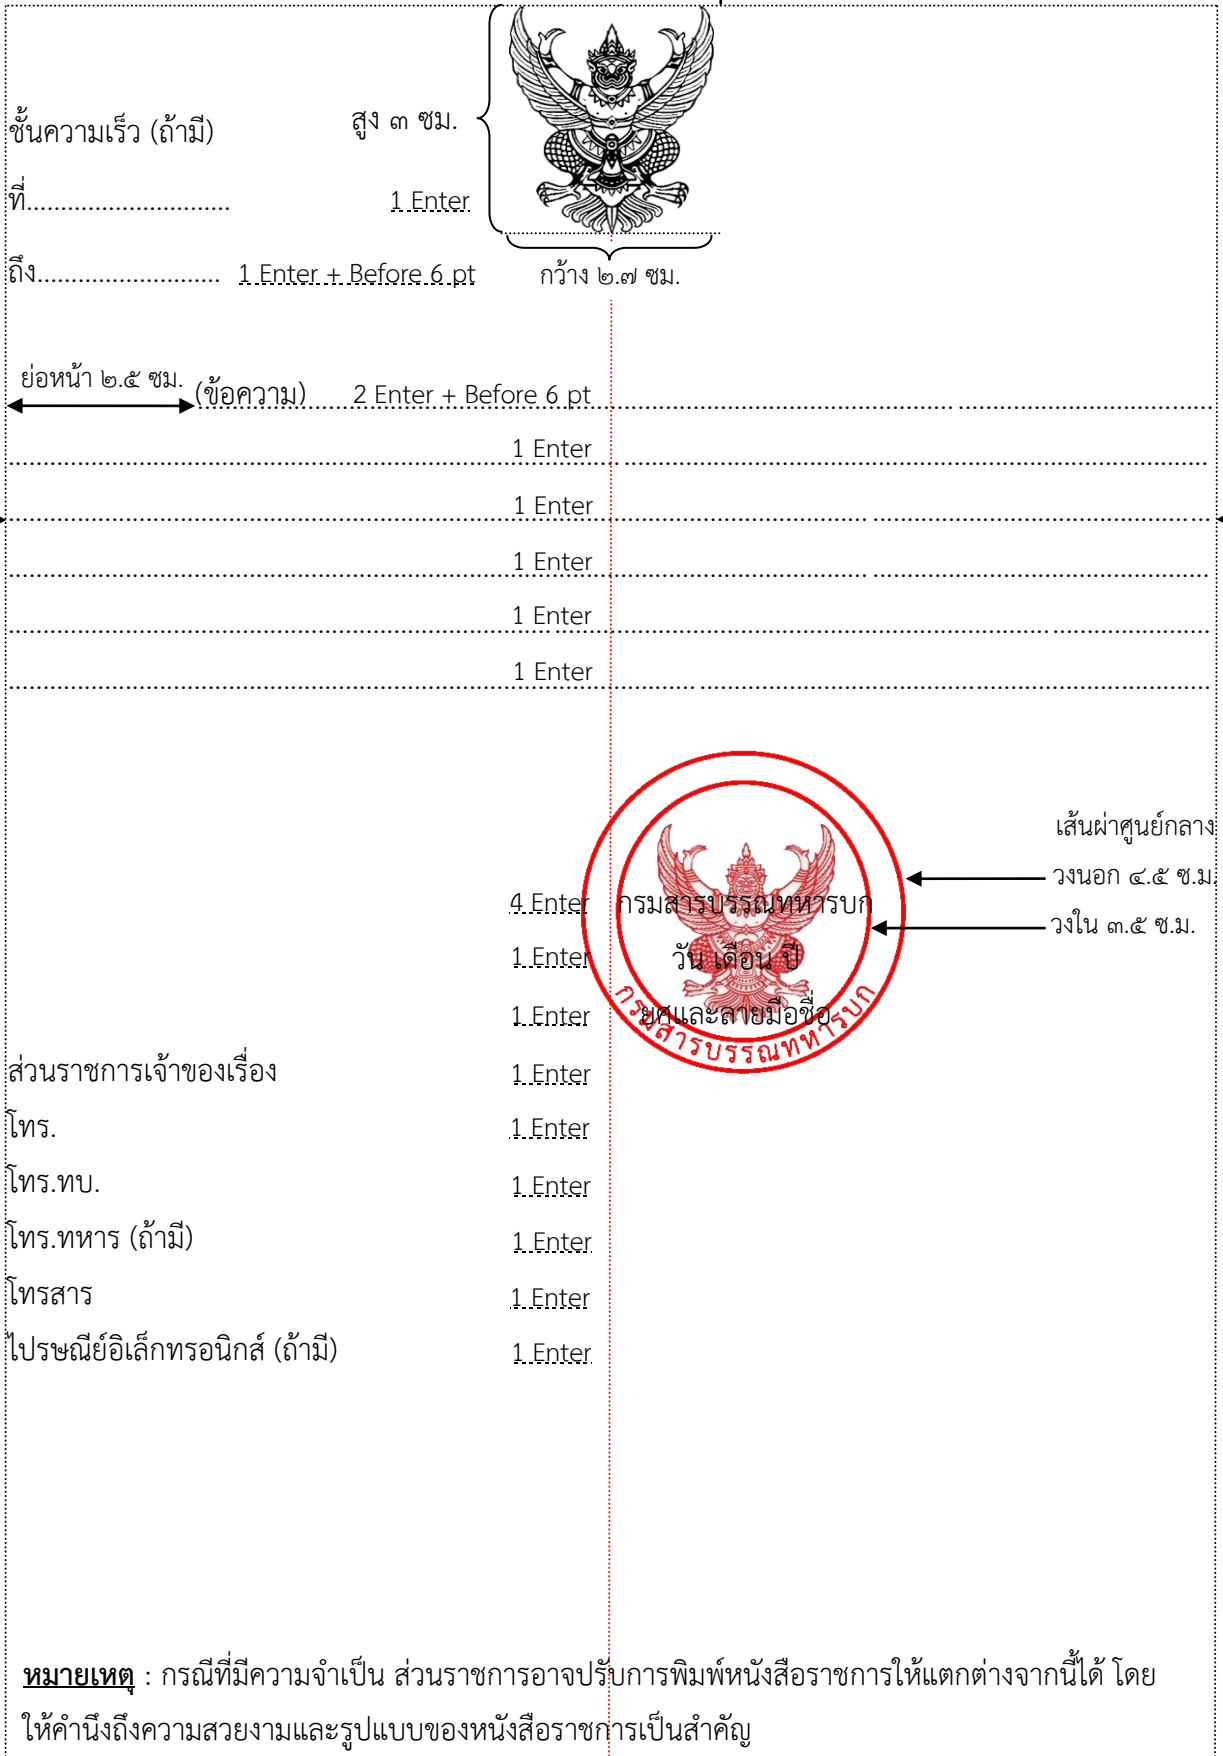 ชั้นความเร็ว (ถ้ามี) สูง ๓ ซม.
ที่.............................. 1 Enter
ถึง........................... 1 Enter + Before 6 pt กว้าง ๒.๗ ซม.
ย่อหน้า ๒.๕ ซม. (ข้อความ) 2 Enter + Before 6 pt
1 Enter
1 Enter
1 Enter
1 Enter
1 Enter
เส้นผ่าศูนย์กลาง
วงนอก ๔.๕ ซ.ม.
4 Enter กรมสารบรรณทหารบก
วงใน ๓.๕ ซ.ม.
1 Enter วัน เดือน ปี
1 Enter ยศและลายมือชื่อ
กรมสารบรรณทหารบก
ส่วนราชการเจ้าของเรื่อง 1 Enter
โทร. 1 Enter
โทร.ทบ. 1 Enter
โทร.ทหาร (ถ้ามี) 1 Enter
โทรสาร 1 Enter
ไปรษณีย์อิเล็กทรอนิกส์ (ถ้ามี) 1 Enter
หมายเหตุ : กรณีที่มีความจำเป็น ส่วนราชการอาจปรับการพิมพ์หนังสือราชการให้แตกต่างจากนี้ได้ โดย
ให้คำนึงถึงความสวยงามและรูปแบบของหนังสือราชการเป็นสำคัญ